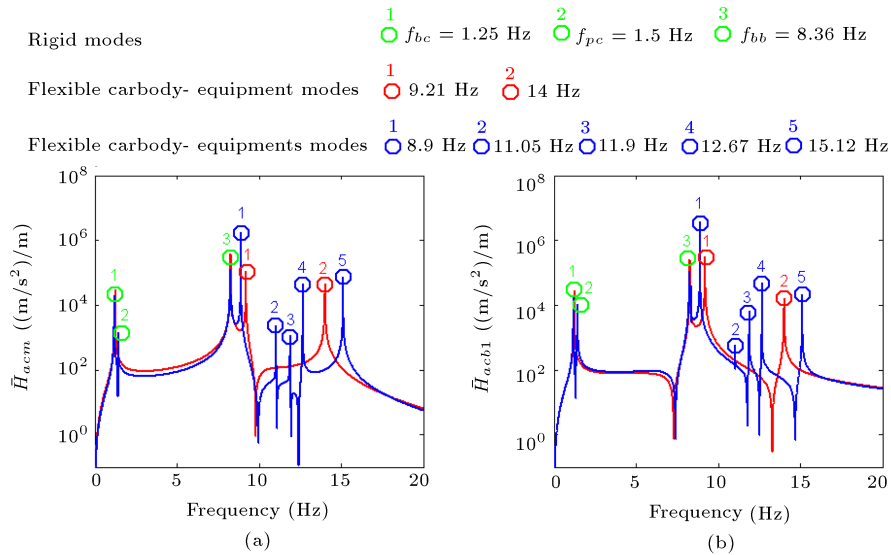 1 2 3
Rigid modes f_bc = 1.25 Hz f_pc = 1.5 Hz f_bb = 8.36 Hz
1 2
Flexible carbody- equipment modes 9.21 Hz 14 Hz
1 2 3 4 5
Flexible carbody- equipments modes 8.9 Hz 11.05 Hz 11.9 Hz 12.67 Hz 15.12 Hz
10^8
10^6
10^4
10^2
10^0
H̄_acm ((m/s²)/m)
1 2 3 1 1 2 3 4 2 5
0 5 10 15 20
Frequency (Hz)
(a)
10^8
10^6
10^4
10^2
10^0
H̄_acb1 ((m/s²)/m)
1 2 3 1 1 2 3 4 2 5
0 5 10 15 20
Frequency (Hz)
(b)